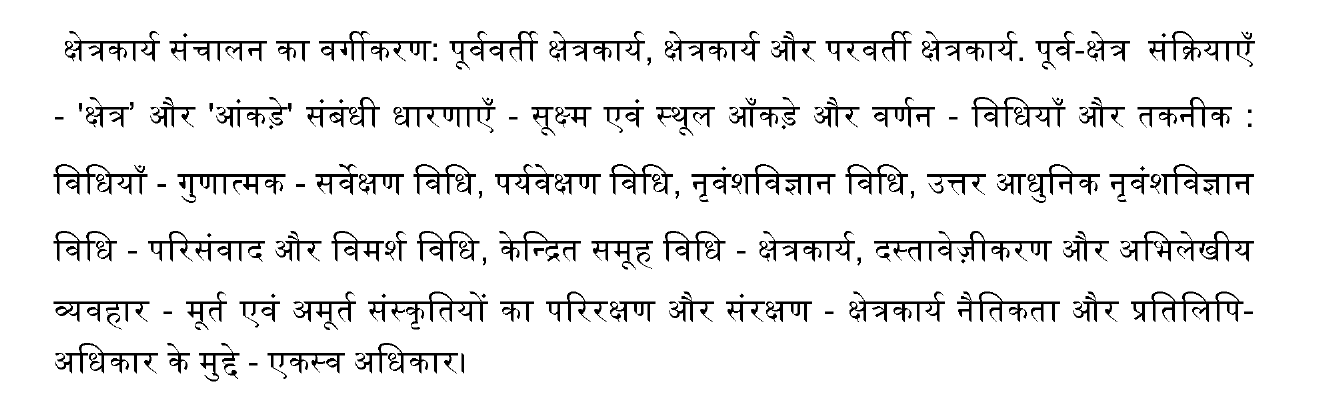 क्षेत्रकार्य संचालन का वर्गीकरण: पूर्ववर्ती क्षेत्रकार्य, क्षेत्रकार्य और परवर्ती क्षेत्रकार्य. पूर्व-क्षेत्र संक्रियाएँ
- 'क्षेत्र’ और 'आंकड़े' संबंधी धारणाएँ - सूक्ष्म एवं स्थूल आँकड़े और वर्णन - विधियाँ और तकनीक :
विधियाँ - गुणात्मक - सर्वेक्षण विधि, पर्यवेक्षण विधि, नृवंशविज्ञान विधि, उत्तर आधुनिक नृवंशविज्ञान
विधि - परिसंवाद और विमर्श विधि, केन्द्रित समूह विधि - क्षेत्रकार्य, दस्तावेज़ीकरण और अभिलेखीय
व्यवहार - मूर्त एवं अमूर्त संस्कृतियों का परिरक्षण और संरक्षण - क्षेत्रकार्य नैतिकता और प्रतिलिपि-
अधिकार के मुद्दे - एकस्व अधिकार।